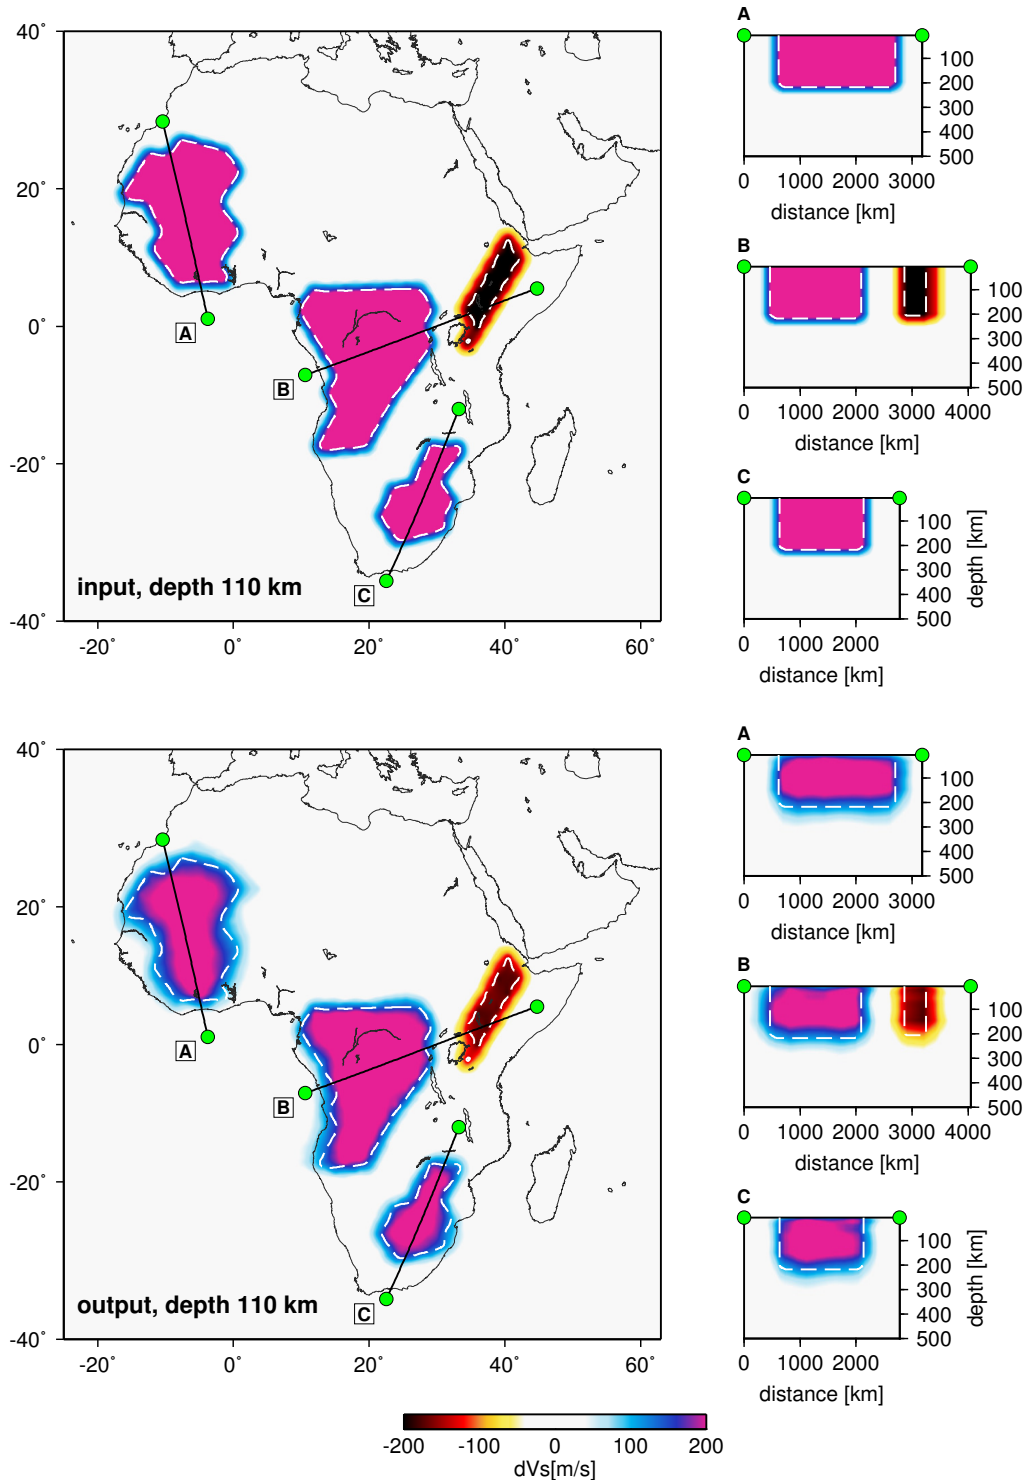 40˚
20˚
0˚
-20˚
-40˚
-20˚ 0˚ 20˚ 40˚ 60˚
A
B
C
input, depth 110 km
A
100
200
300
400
500
0 1000 2000 3000
distance [km]
B
100
200
300
400
500
0 1000 2000 3000 4000
distance [km]
C
100
200
300
400
500
depth [km]
0 1000 2000
distance [km]
40˚
20˚
0˚
-20˚
-40˚
-20˚ 0˚ 20˚ 40˚ 60˚
A
B
C
output, depth 110 km
A
100
200
300
400
500
0 1000 2000 3000
distance [km]
B
100
200
300
400
500
0 1000 2000 3000 4000
distance [km]
C
100
200
300
400
500
depth [km]
0 1000 2000
distance [km]
-200 -100 0 100 200
dVs[m/s]